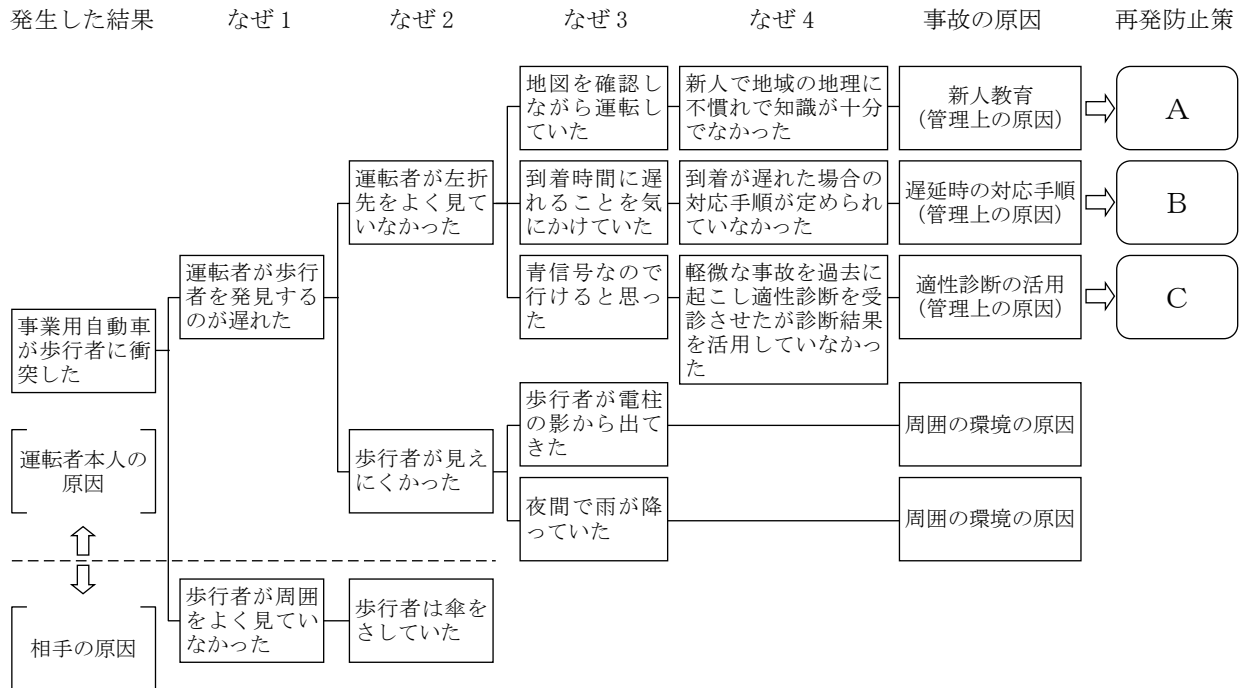 発生した結果 なぜ1 なぜ2 なぜ3 なぜ4 事故の原因 再発防止策
地図を確認し
ながら運転し
ていた
新人で地域の地理に
不慣れで知識が十分
でなかった
新人教育
(管理上の原因)
A
運転者が左折
先をよく見て
いなかった
到着時間に遅
れることを気
にかけていた
到着が遅れた場合の
対応手順が定められ
ていなかった
遅延時の対応手順
(管理上の原因)
B
運転者が歩行
者を発見する
のが遅れた
青信号なので
行けると思っ
た
軽微な事故を過去に
起こし適性診断を受
診させたが診断結果
を活用していなかっ
た
適性診断の活用
(管理上の原因)
C
事業用自動車
が歩行者に衝
突した
歩行者が電柱
の影から出て
きた
周囲の環境の原因
運転者本人の
原因
歩行者が見え
にくかった
夜間で雨が降
っていた
周囲の環境の原因
相手の原因
歩行者が周囲
をよく見てい
なかった
歩行者は傘を
さしていた